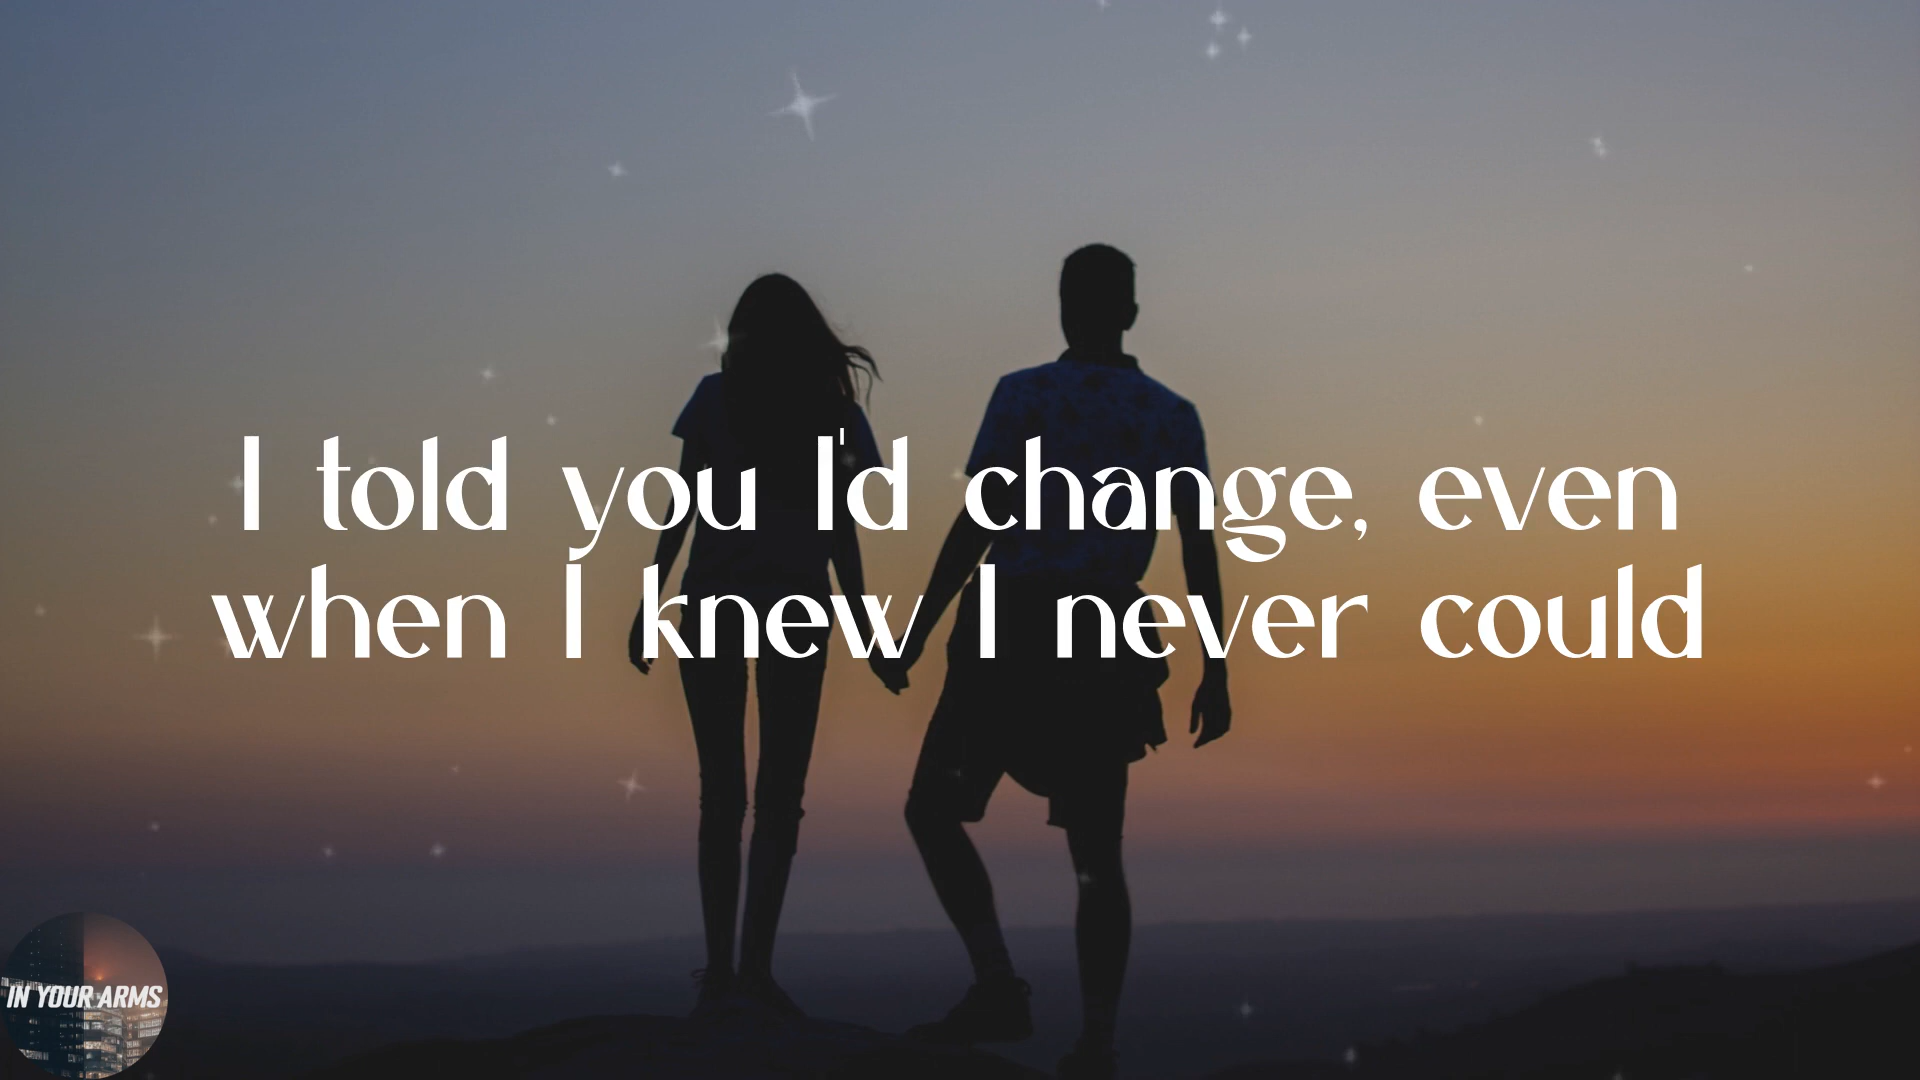 I told you I'd change, even
when I knew I never could
IN YOUR ARMS